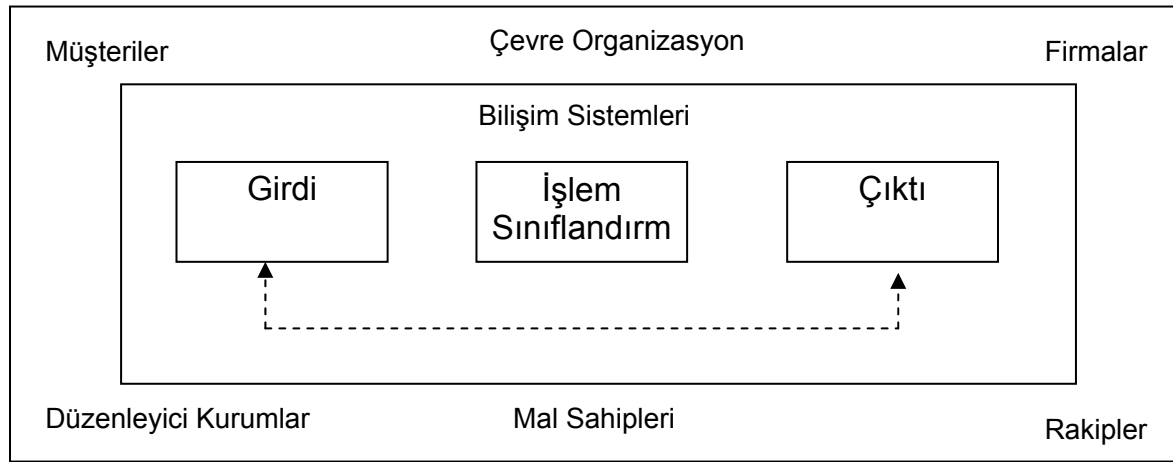 Müşteriler
Çevre Organizasyon
Firmalar
Bilişim Sistemleri
Girdi
İşlem
Sınıflandırm
Çıktı
Düzenleyici Kurumlar
Mal Sahipleri
Rakipler